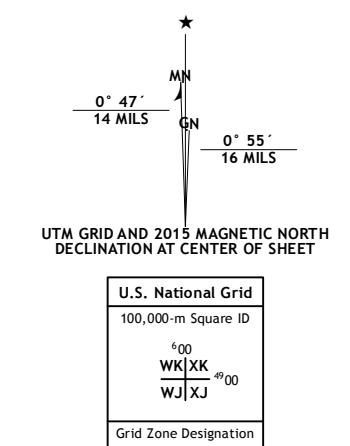 ★
MN
0° 47´
14 MILS
GN
0° 55´
16 MILS
UTM GRID AND 2015 MAGNETIC NORTH
DECLINATION AT CENTER OF SHEET
U.S. National Grid
100,000-m Square ID
600
WK XK
4900
WJ XJ
Grid Zone Designation